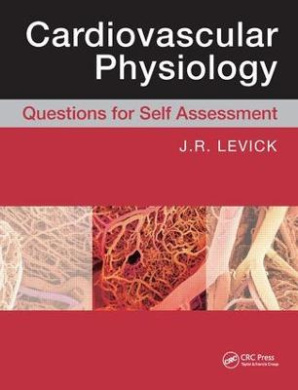 Cardiovascular
Physiology
Questions for Self Assessment
J.R. LEVICK
CRC Press
Taylor & Francis Group